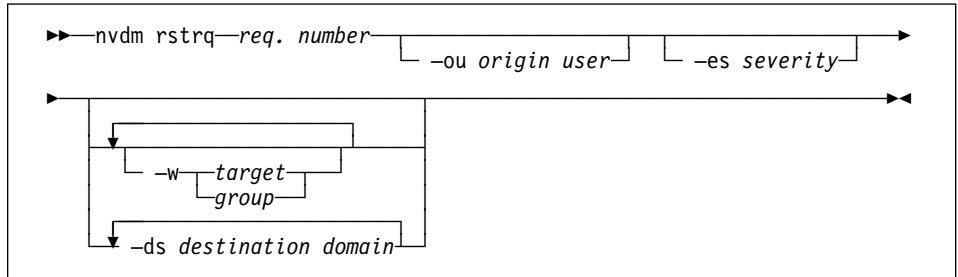 nvdm rstrq req. number
–ou origin user –es severity
–w target
group
–ds destination domain